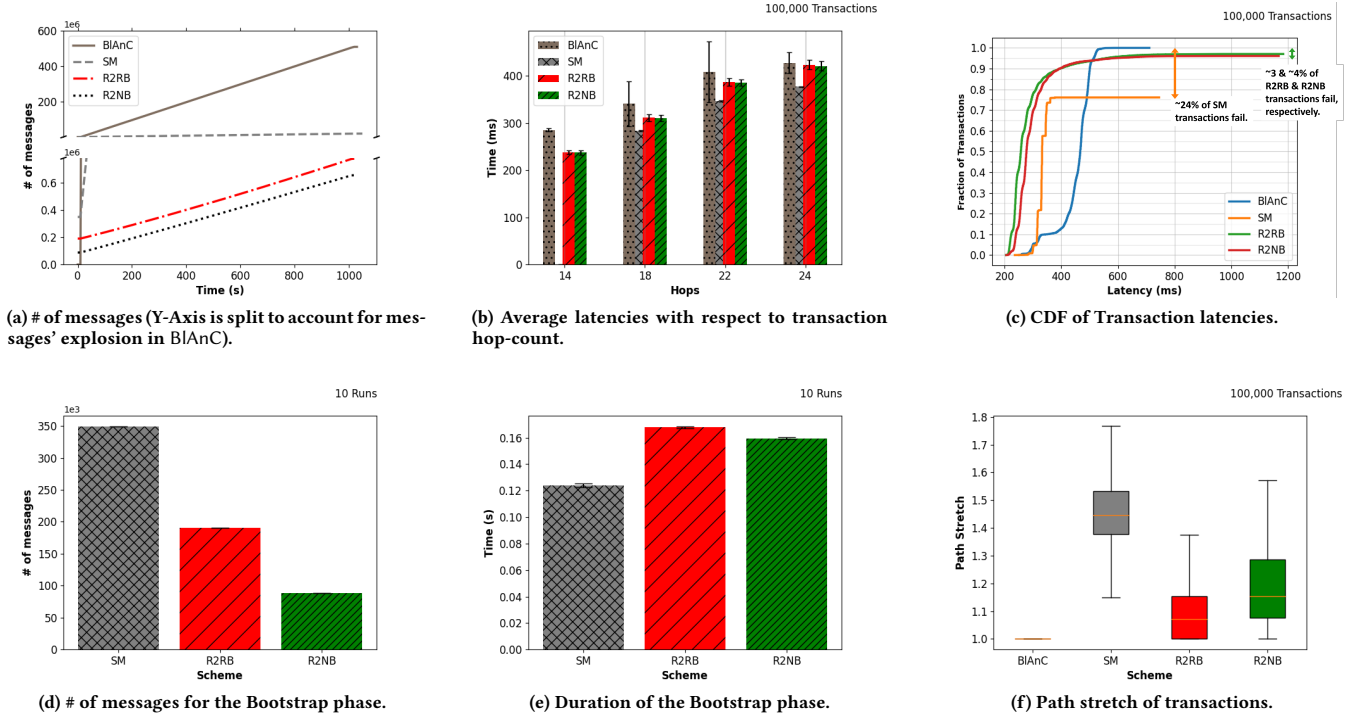 1e6
600
400
200
# of messages
1e6
0.6
0.4
0.2
0.0
0 200 400 600 800 1000
Time (s)
BlAnC
SM
R2RB
R2NB
(a) # of messages (Y-Axis is split to account for mes-
sages’ explosion in BlAnC).
100,000 Transactions
Time (ms)
400
300
200
100
0
14 18 22 24
Hops
BlAnC
SM
R2RB
R2NB
(b) Average latencies with respect to transaction
hop-count.
100,000 Transactions
Fraction of Transactions
1.0
0.9
0.8
0.7
0.6
0.5
0.4
0.3
0.2
0.1
0.0
200 400 600 800 1000 1200
Latency (ms)
~24% of SM
transactions fail.
~3 & ~4% of
R2RB & R2NB
transactions fail,
respectively.
BlAnC
SM
R2RB
R2NB
(c) CDF of Transaction latencies.
10 Runs
1e3
# of messages
350
300
250
200
150
100
50
0
SM R2RB R2NB
Scheme
(d) # of messages for the Bootstrap phase.
10 Runs
Time (s)
0.16
0.14
0.12
0.10
0.08
0.06
0.04
0.02
0.00
SM R2RB R2NB
Scheme
(e) Duration of the Bootstrap phase.
100,000 Transactions
Path Stretch
1.8
1.7
1.6
1.5
1.4
1.3
1.2
1.1
1.0
BlAnC SM R2RB R2NB
Scheme
(f) Path stretch of transactions.